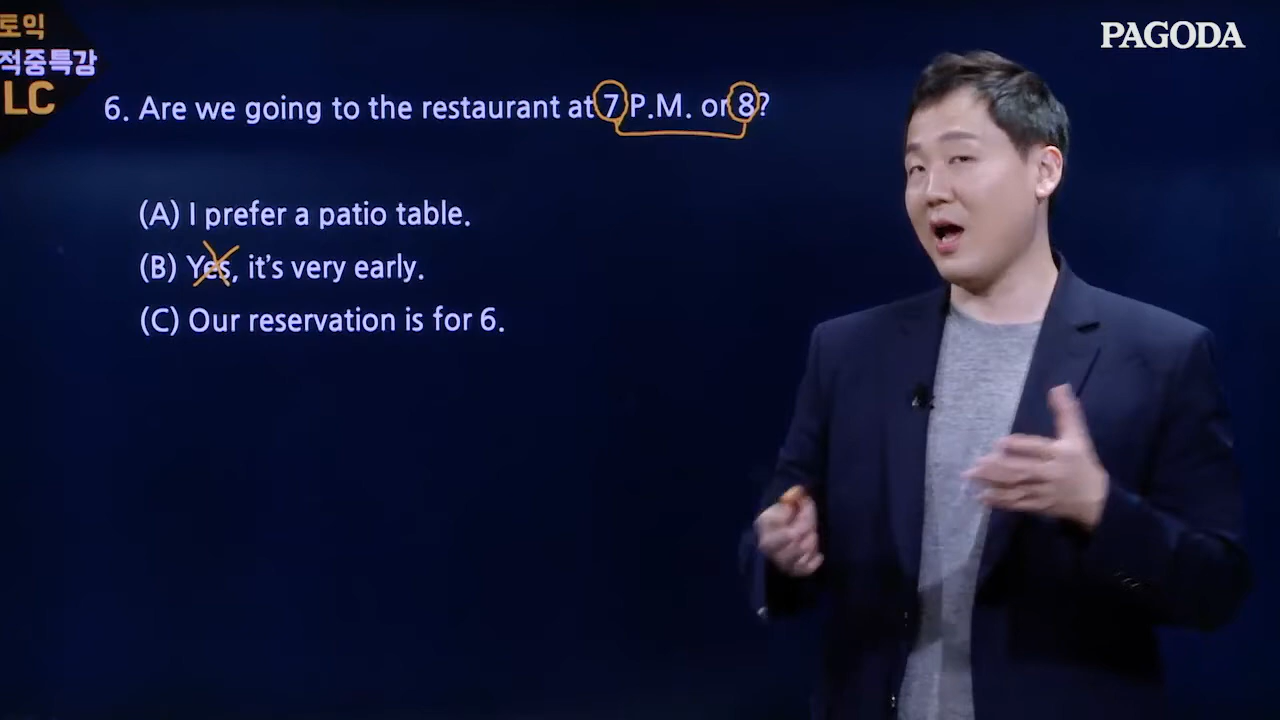 토익
적중특강
LC
PAGODA
6. Are we going to the restaurant at 7 P.M. or 8?
(A) I prefer a patio table.
(B) Yes, it's very early.
(C) Our reservation is for 6.